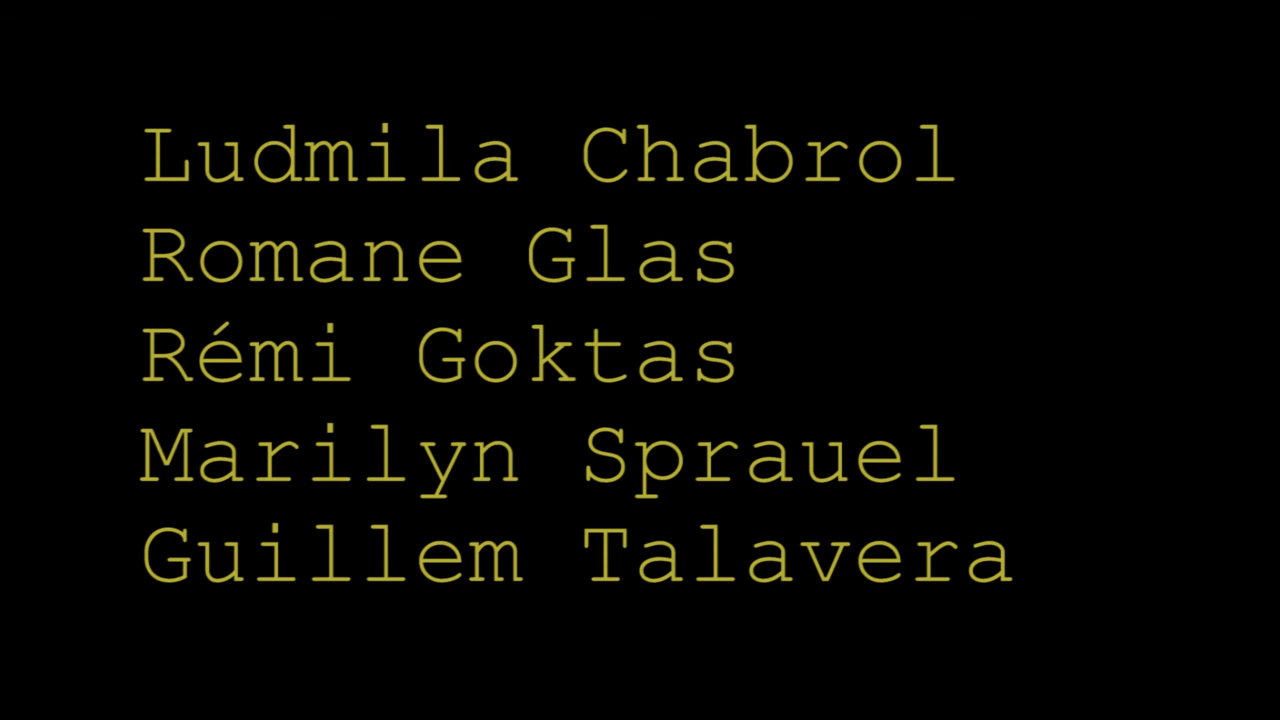 Ludmila Chabrol
Romane Glas
Rémi Goktas
Marilyn Sprauel
Guillem Talavera